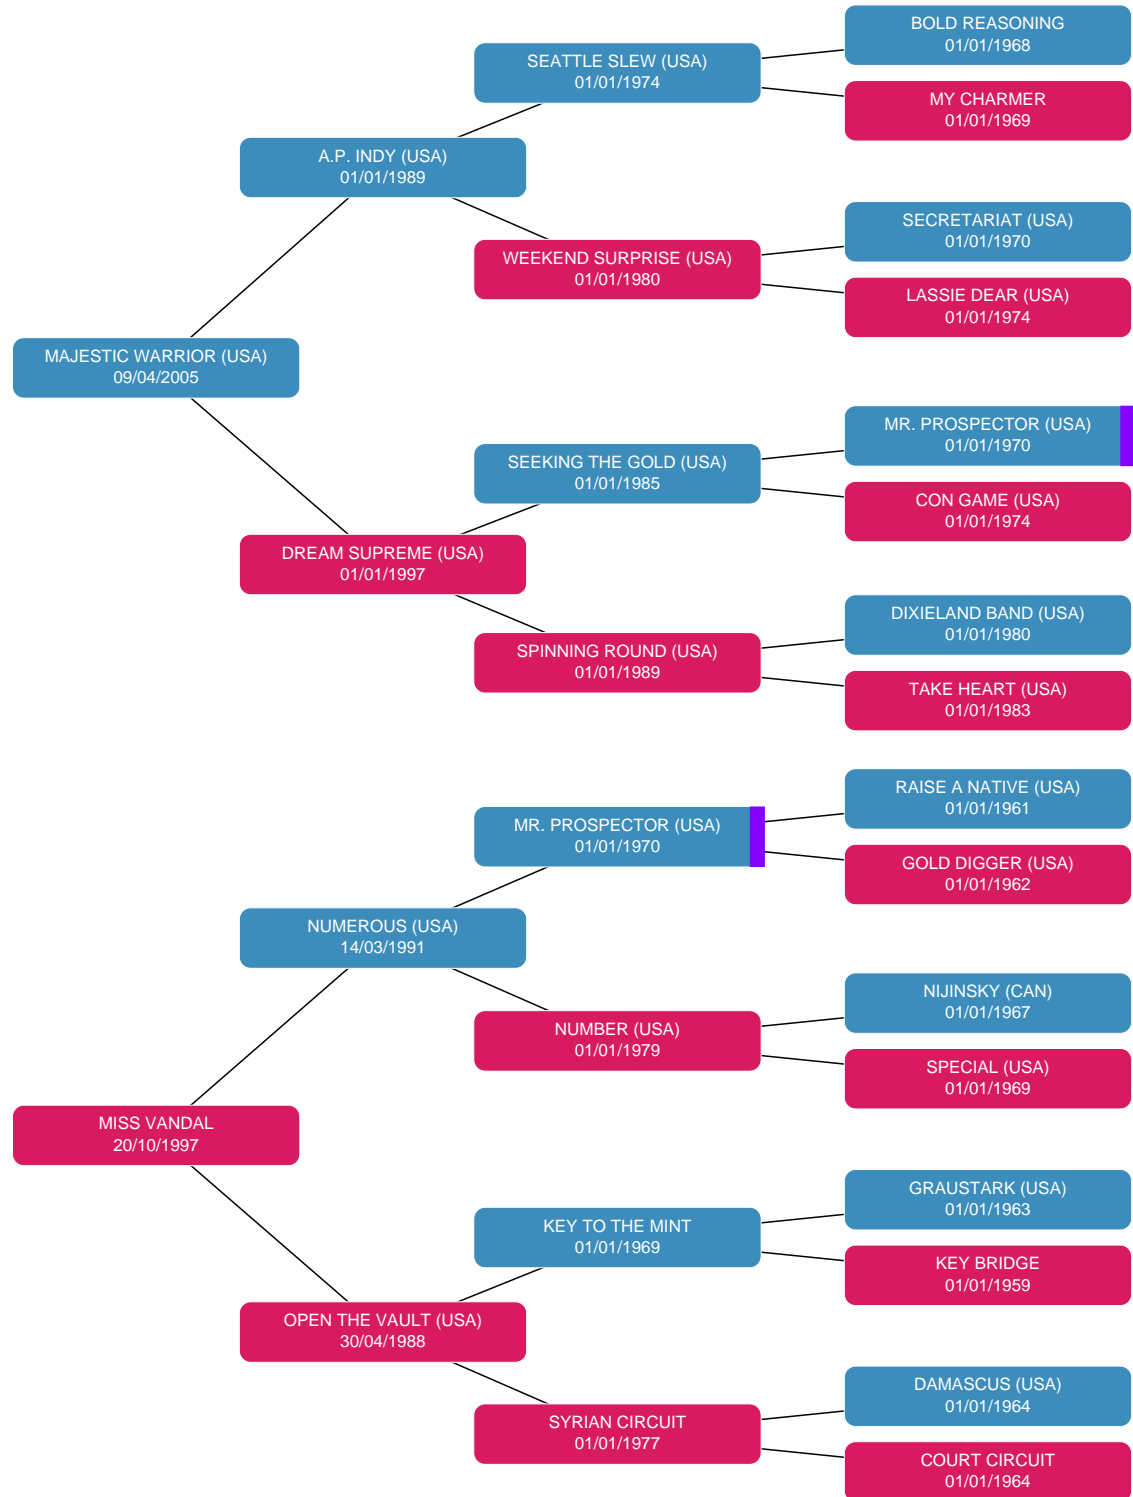 BOLD REASONING
01/01/1968
SEATTLE SLEW (USA)
01/01/1974
MY CHARMER
01/01/1969
A.P. INDY (USA)
01/01/1989
SECRETARIAT (USA)
01/01/1970
WEEKEND SURPRISE (USA)
01/01/1980
LASSIE DEAR (USA)
01/01/1974
MAJESTIC WARRIOR (USA)
09/04/2005
MR. PROSPECTOR (USA)
01/01/1970
SEEKING THE GOLD (USA)
01/01/1985
CON GAME (USA)
01/01/1974
DREAM SUPREME (USA)
01/01/1997
DIXIELAND BAND (USA)
01/01/1980
SPINNING ROUND (USA)
01/01/1989
TAKE HEART (USA)
01/01/1983
RAISE A NATIVE (USA)
01/01/1961
MR. PROSPECTOR (USA)
01/01/1970
GOLD DIGGER (USA)
01/01/1962
NUMEROUS (USA)
14/03/1991
NIJINSKY (CAN)
01/01/1967
NUMBER (USA)
01/01/1979
SPECIAL (USA)
01/01/1969
MISS VANDAL
20/10/1997
GRAUSTARK (USA)
01/01/1963
KEY TO THE MINT
01/01/1969
KEY BRIDGE
01/01/1959
OPEN THE VAULT (USA)
30/04/1988
DAMASCUS (USA)
01/01/1964
SYRIAN CIRCUIT
01/01/1977
COURT CIRCUIT
01/01/1964